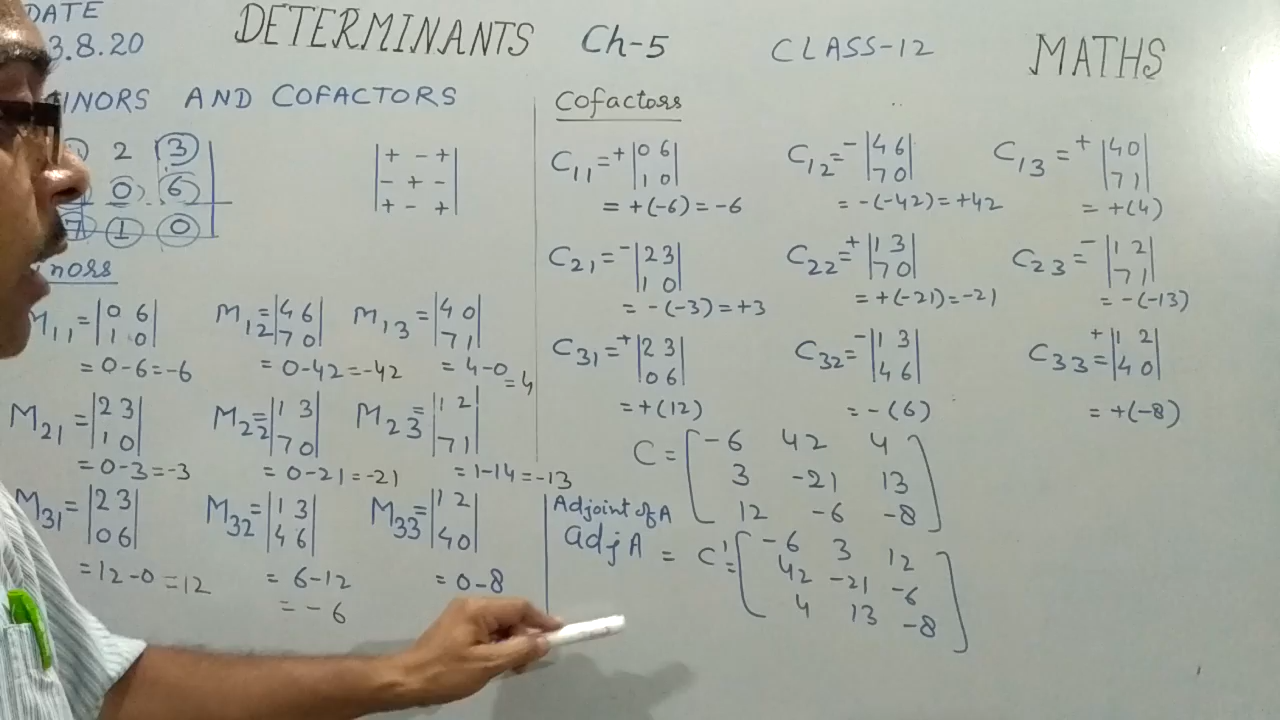 DATE
3.8.20
DETERMINANTS Ch-5 CLASS-12 MATHS
INORS AND COFACTORS
2 3
0 6
7 1 0
+ - +
- + -
+ - +
inors
M11 = |0 6|
|1 0|
= 0-6=-6
M12 = |4 6|
|7 0|
= 0-42=-42
M13 = |4 0|
|7 1|
= 4-0
=4
M21 = |2 3|
|1 0|
= 0-3=-3
M22 = |1 3|
|7 0|
= 0-21=-21
M23 = |1 2|
|7 1|
= 1-14=-13
M31 = |2 3|
|0 6|
=12-0=12
M32 = |1 3|
|4 6|
= 6-12
= -6
M33 = |1 2|
|4 0|
= 0-8
Cofactors
C11 = + |0 6|
|1 0|
= +(-6)=-6
C12 = - |4 6|
|7 0|
= -(-42)=+42
C13 = + |4 0|
|7 1|
= +(4)
C21 = - |2 3|
|1 0|
= -(-3)=+3
C22 = + |1 3|
|7 0|
= +(-21)=-21
C23 = - |1 2|
|7 1|
= -(-13)
C31 = + |2 3|
|0 6|
= +(12)
C32 = - |1 3|
|4 6|
= -(6)
C33 = + |1 2|
|4 0|
= +(-8)
C = [-6 42 4
3 -21 13
12 -6 -8]
Adjoint of A
adj A = C' = [-6 3 12
42 -21 -6
4 13 -8]